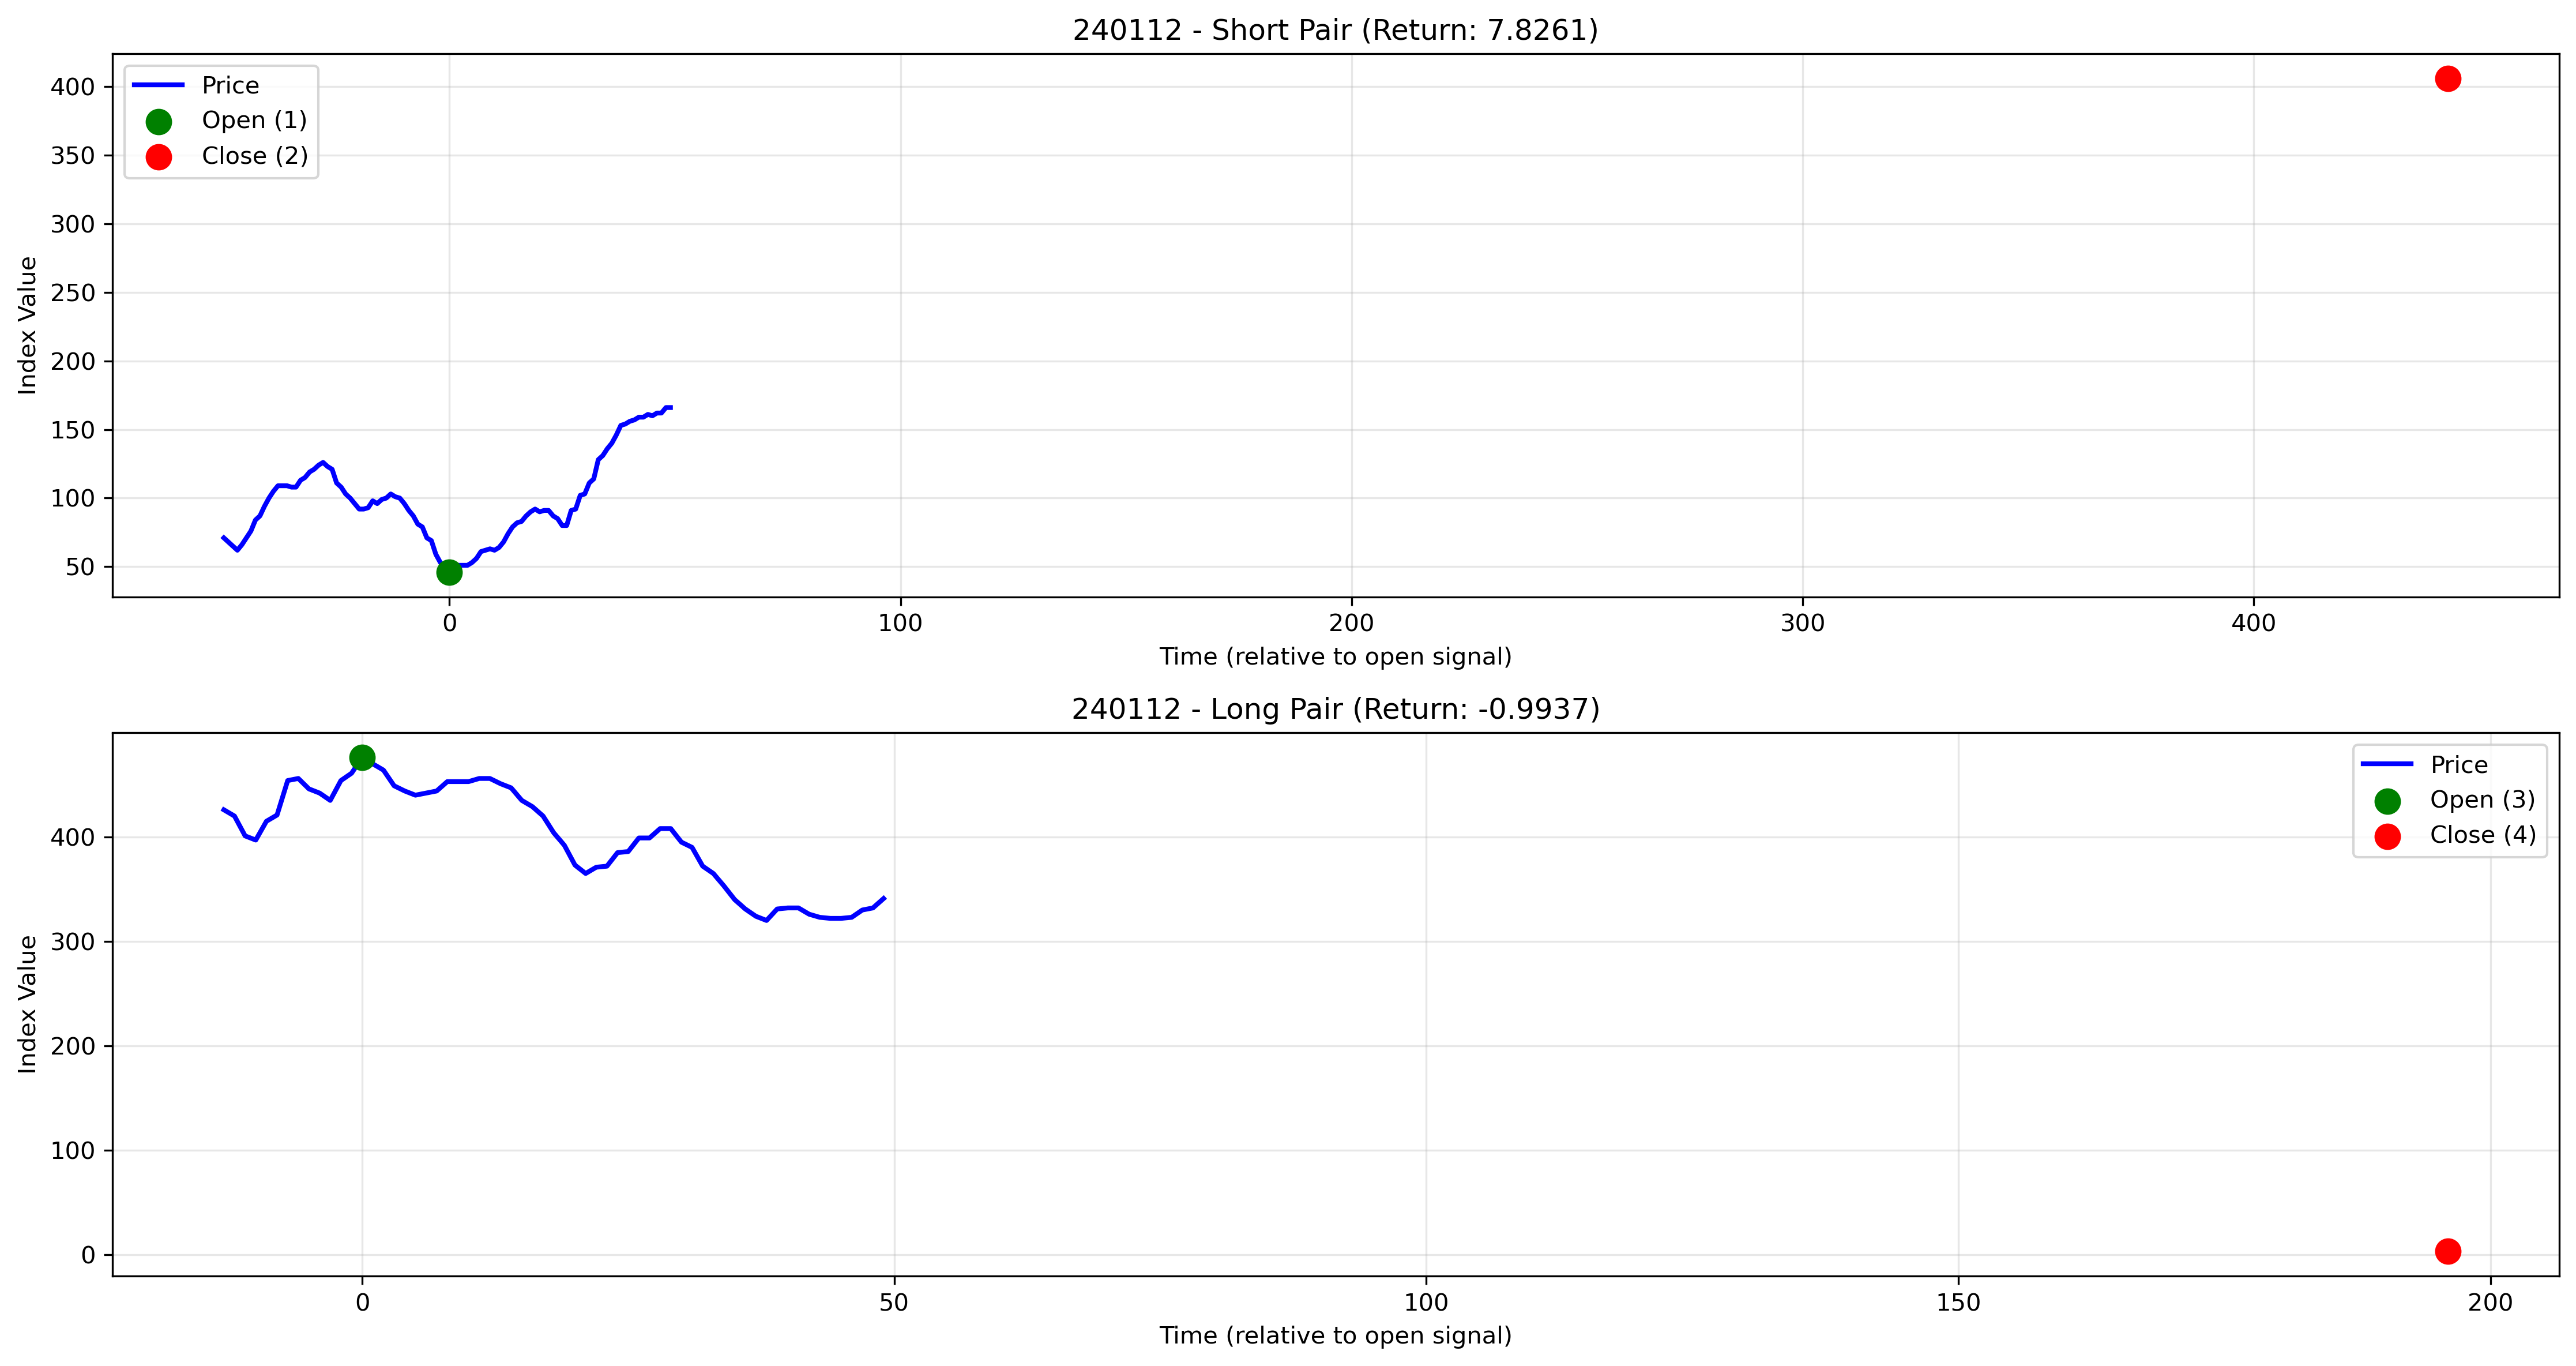 240112 - Short Pair (Return: 7.8261)
Price
Open (1)
Close (2)
Index Value
400
350
300
250
200
150
100
50
0
100
200
300
400
Time (relative to open signal)
240112 - Long Pair (Return: -0.9937)
Price
Open (3)
Close (4)
Index Value
400
300
200
100
0
0
50
100
150
200
Time (relative to open signal)